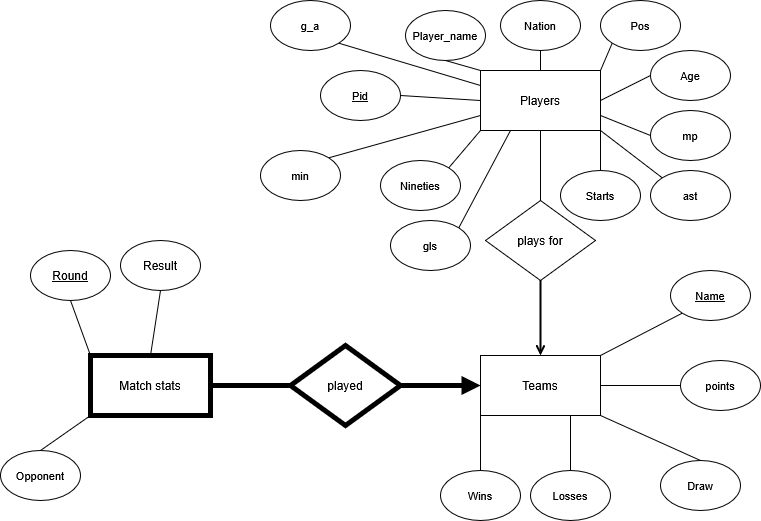 g_a
Player_name
Nation
Pos
Pid
Players
Age
mp
min
Nineties
Starts
ast
gls
plays for
Round
Result
Name
Match stats
played
Teams
points
Opponent
Wins
Losses
Draw